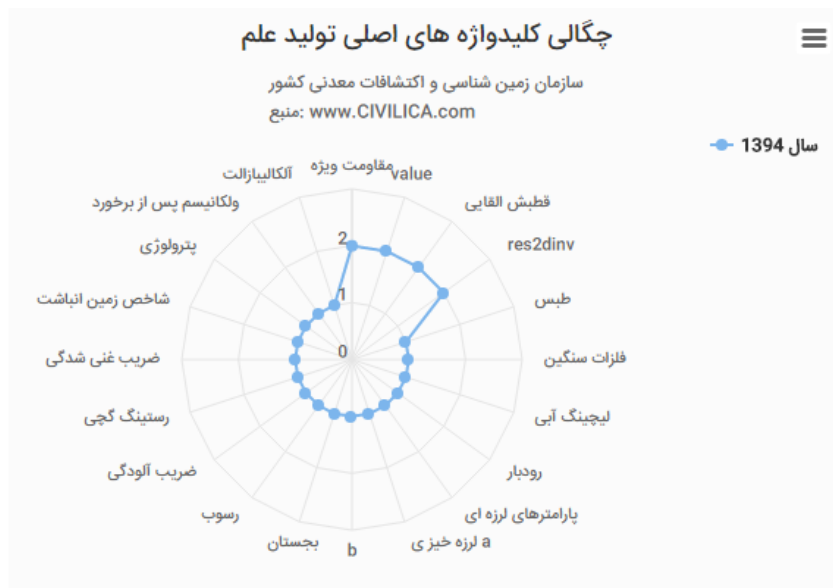 چگالی کلیدواژه های اصلی تولید علم
سازمان زمین شناسی و اکتشافات معدنی کشور
منبع: www.CIVILICA.com
سال 1394
مقاومت ویژه
value
قطبش القایی
res2dinv
طبس
فلزات سنگین
لیچینگ آبی
رودبار
پارامترهای لرزه ای
a لرزه خیز ی
b
بجستان
رسوب
ضریب آلودگی
رستینگ گچی
ضریب غنی شدگی
شاخص زمین انباشت
پترولوژی
ولکانیسم پس از برخورد
آلکالیبازالت
2
1
0